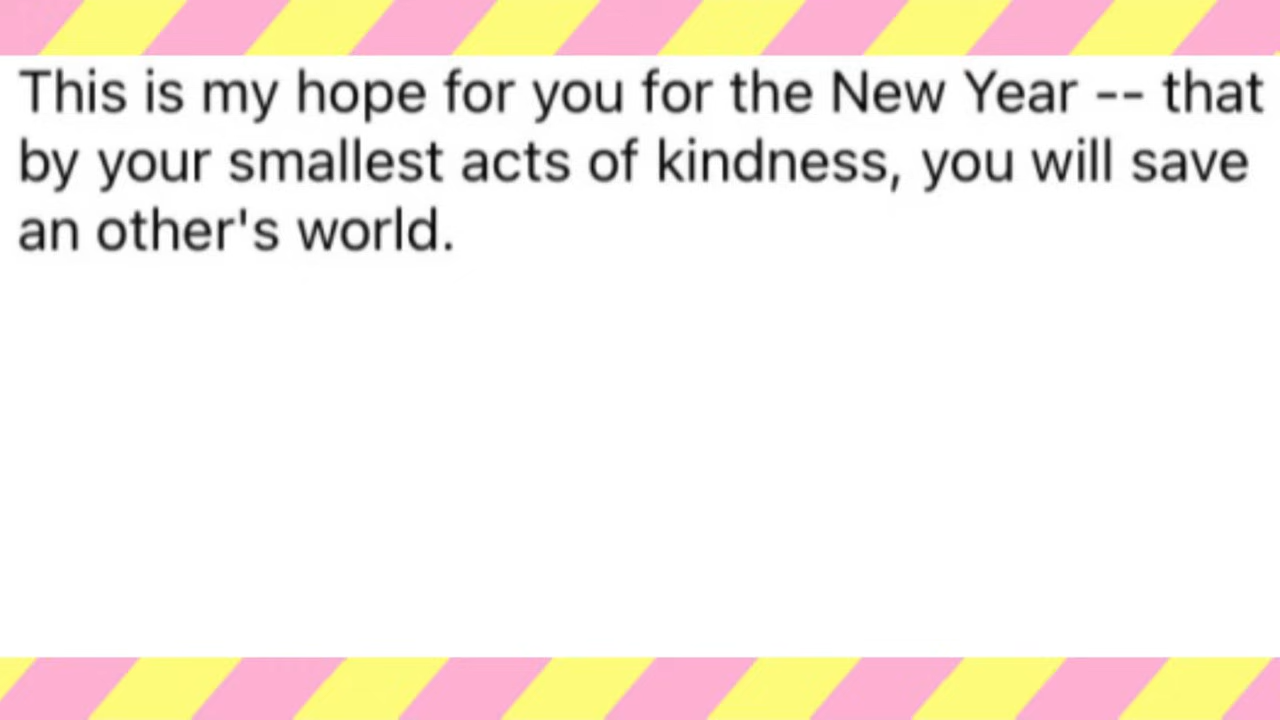 This is my hope for you for the New Year -- that
by your smallest acts of kindness, you will save
an other's world.